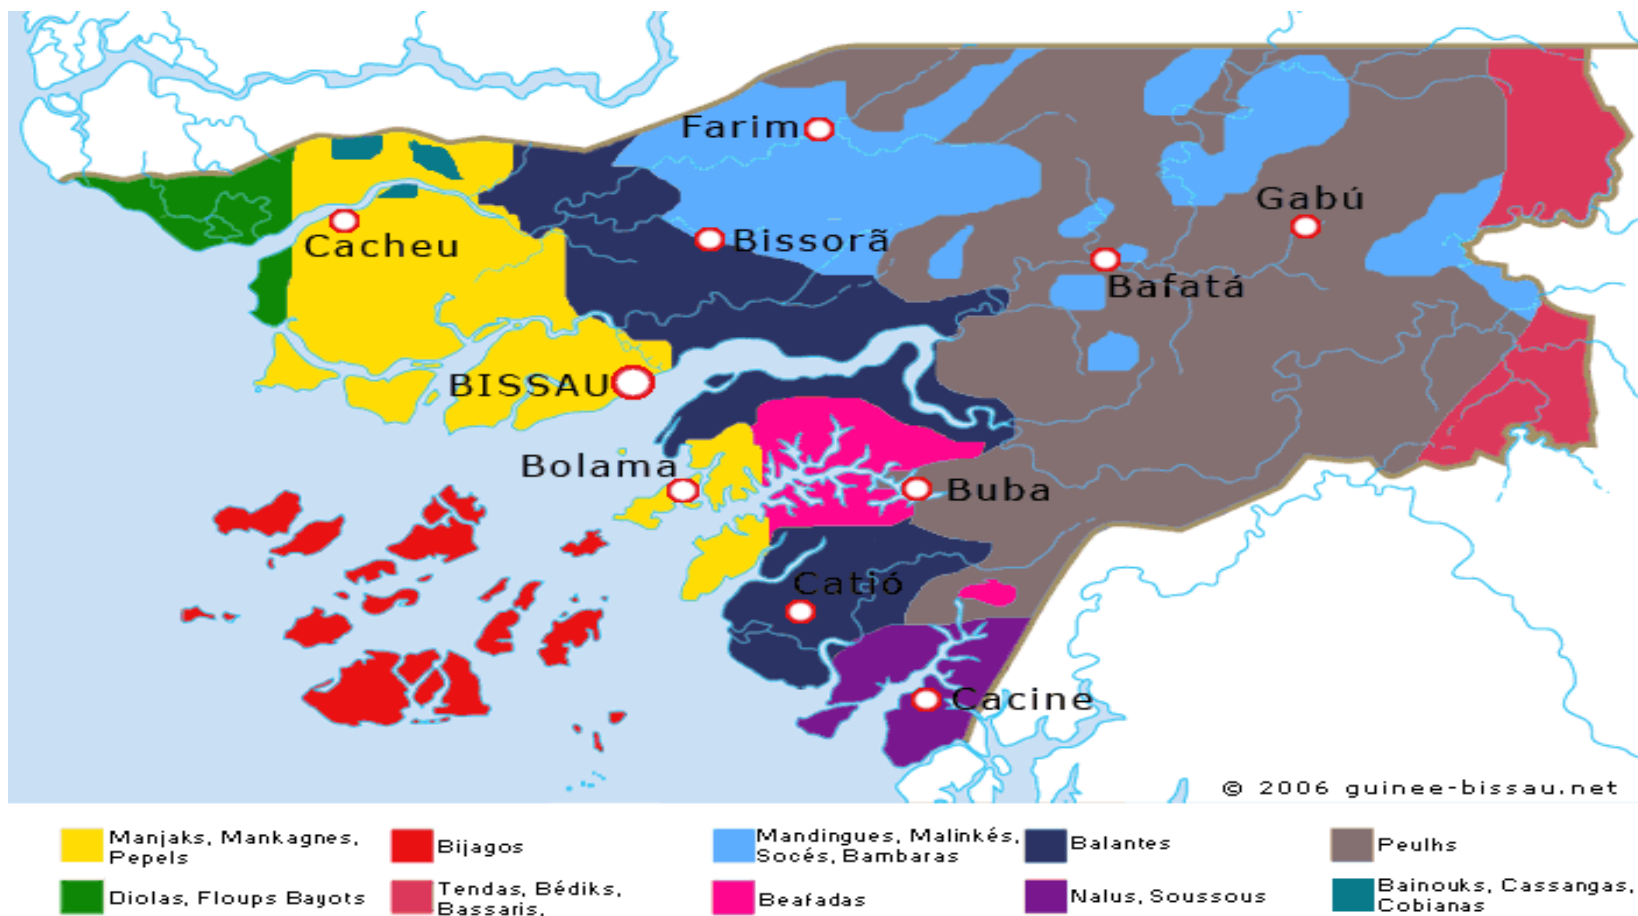 Farim
Gabú
Cacheu
Bissorã
Bafatá
BISSAU
Bolama
Buba
Catió
Cacine
© 2006 guinee-bissau.net
Manjaks, Mankagnes,
Pepels
Bijagos
Mandingues, Malinkés,
Socés, Bambaras
Balantes
Peulhs
Diolas, Floups Bayots
Tendas, Bédiks,
Bassaris,
Beafadas
Nalus, Soussous
Bainouks, Cassangas,
Cobianas